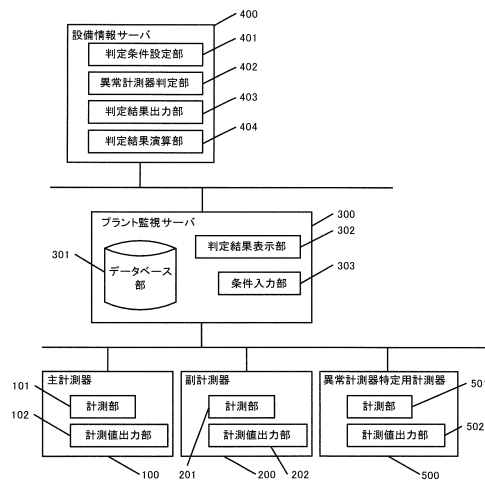 400
設備情報サーバ
判定条件設定部
401
異常計測器判定部
402
判定結果出力部
403
判定結果演算部
404
300
プラント監視サーバ
判定結果表示部
302
301
データベース
部
条件入力部
303
主計測器
101
計測部
102
計測値出力部
100
副計測器
計測部
201
計測値出力部
200
202
異常計測器特定用計測器
計測部
501
計測値出力部
502
500